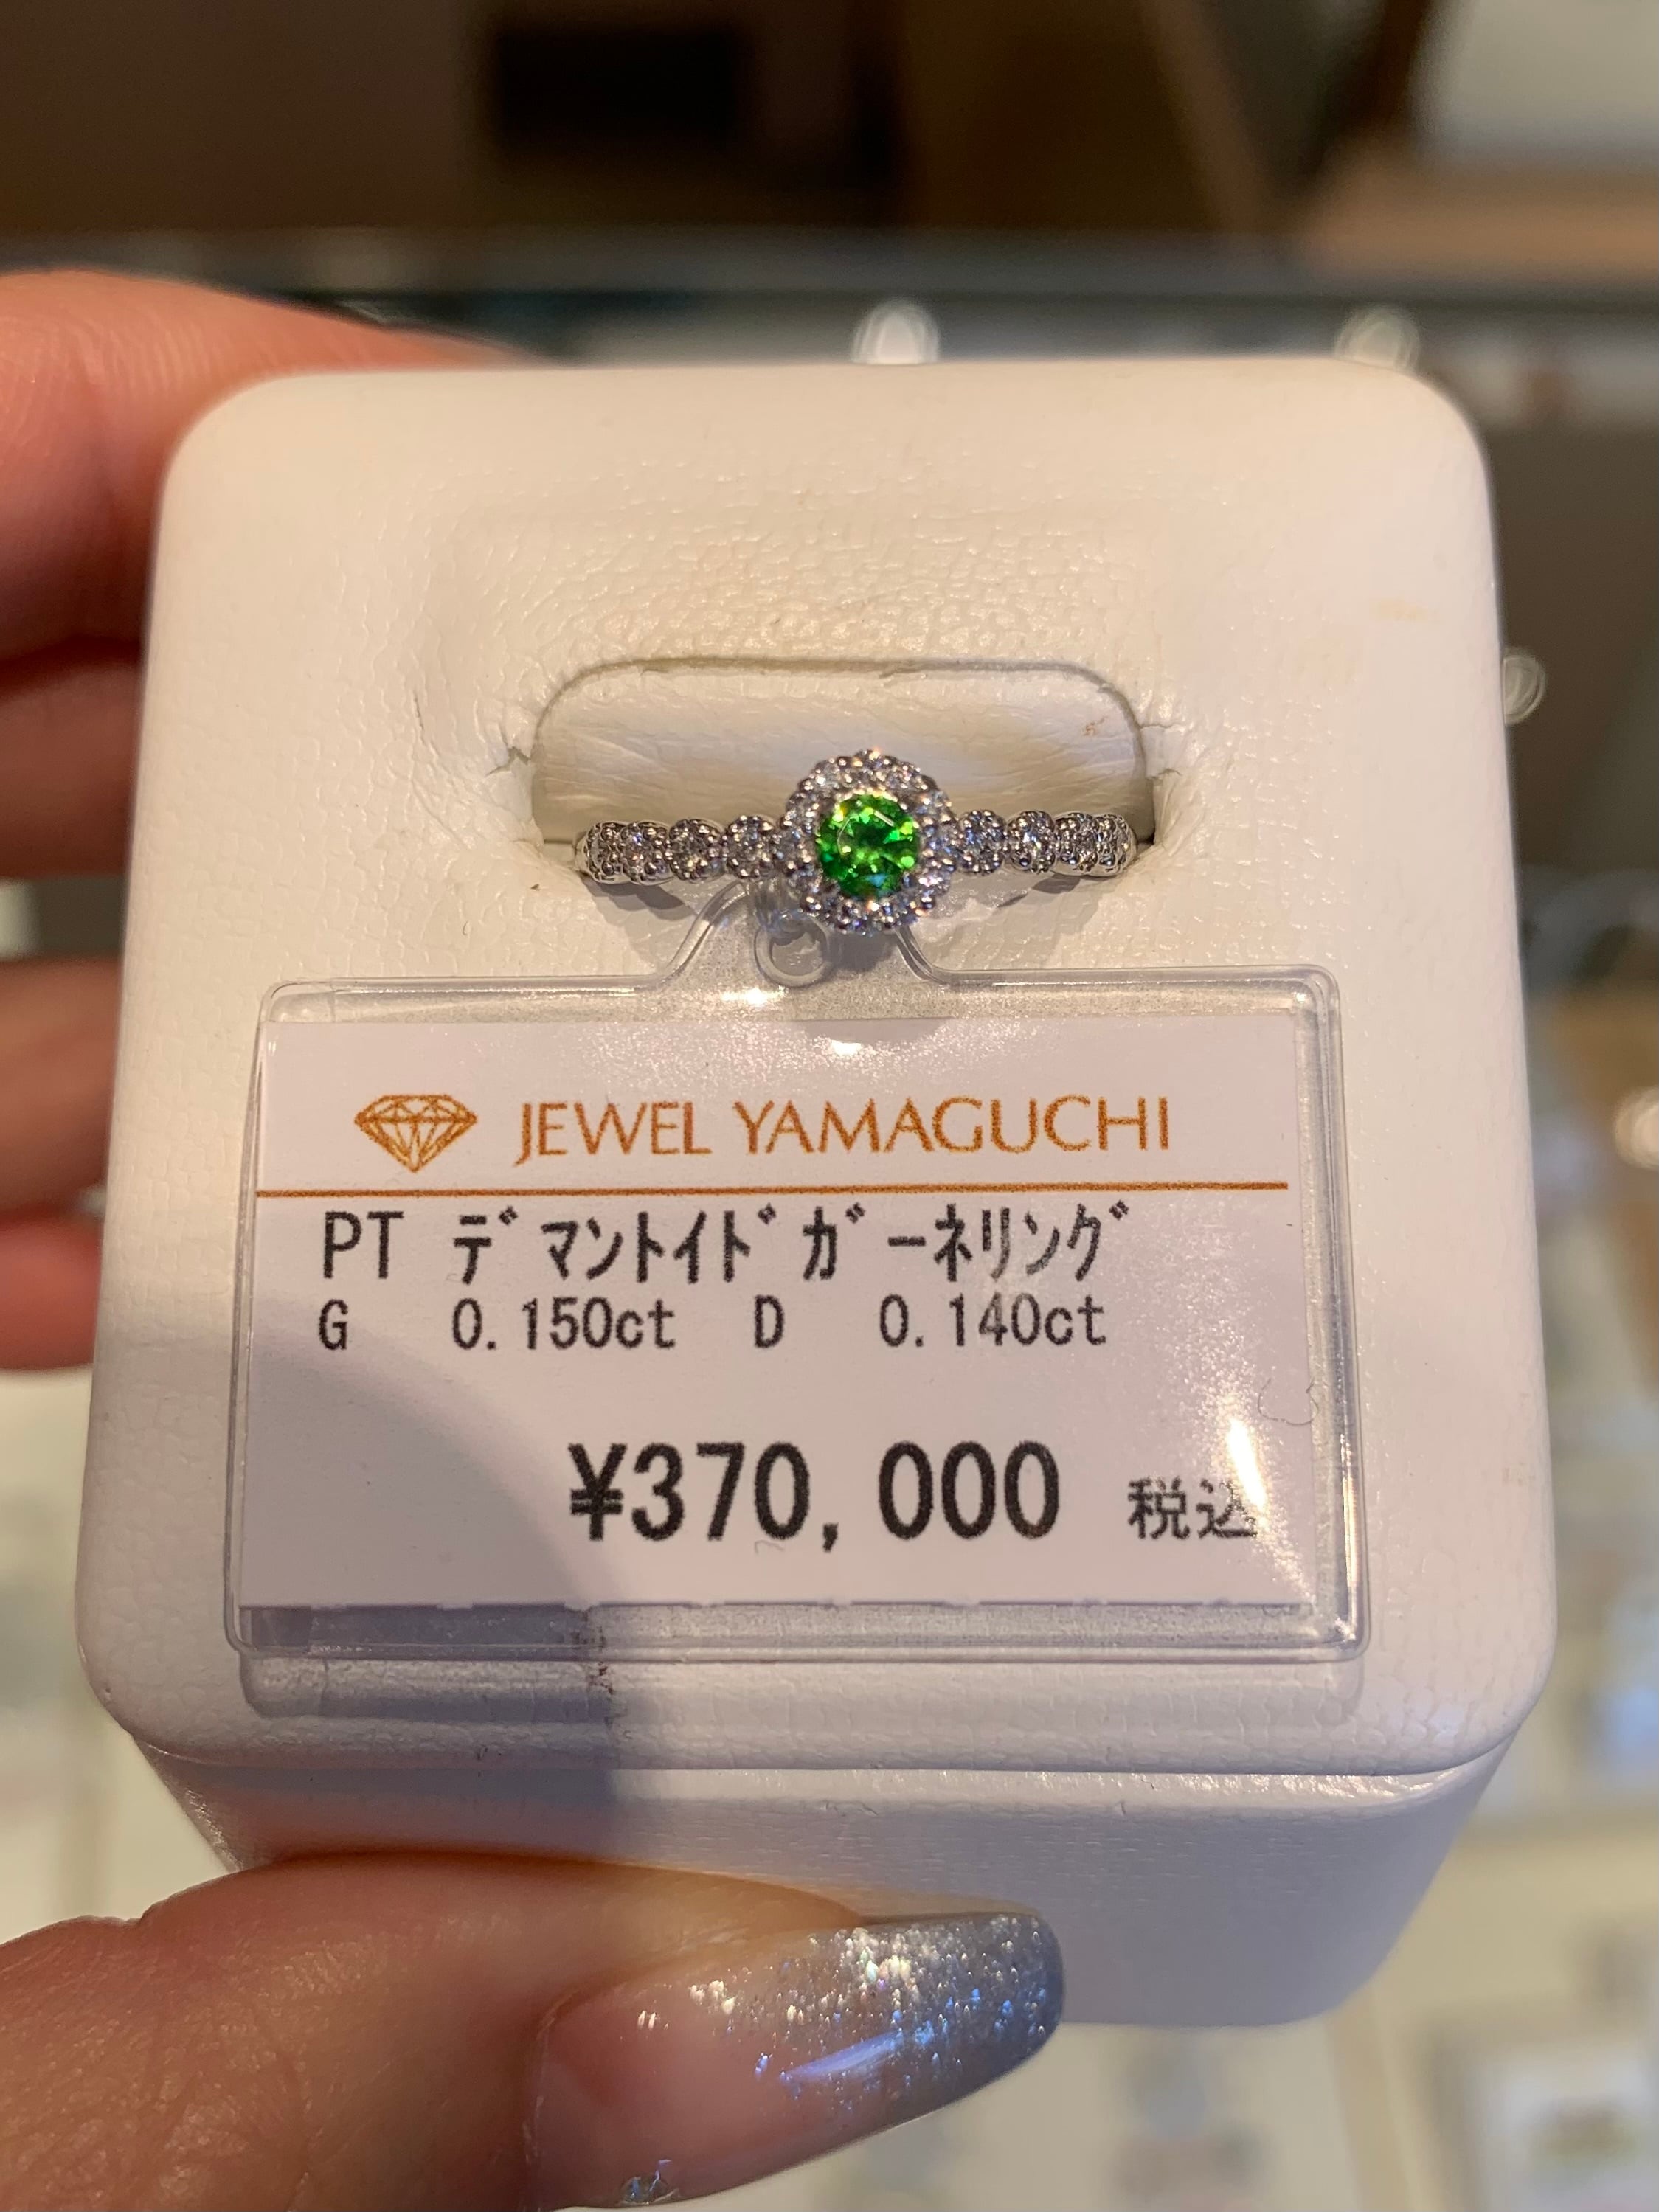 JEWEL YAMAGUCHI
PT ﾃﾞﾏﾝﾄｲﾄﾞｶﾞｰﾈﾘﾝｸﾞ
G 0.150ct D 0.140ct
¥370,000 税込